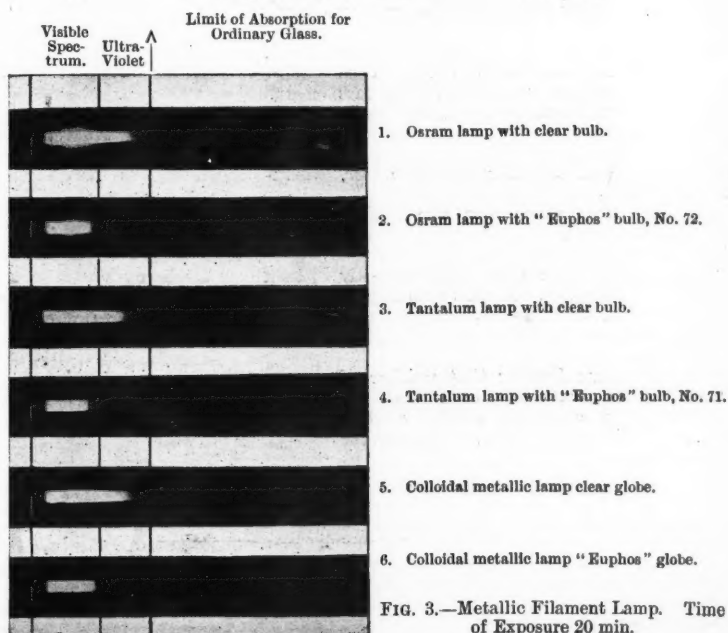 Limit of Absorption for
Ordinary Glass.
Visible
Spec-
trum.
Ultra-
Violet
1. Osram lamp with clear bulb.
2. Osram lamp with "Euphos" bulb, No. 72.
3. Tantalum lamp with clear bulb.
4. Tantalum lamp with "Euphos" bulb, No. 71.
5. Colloidal metallic lamp clear globe.
6. Colloidal metallic lamp "Euphos" globe.
FIG. 3.—Metallic Filament Lamp. Time
of Exposure 20 min.